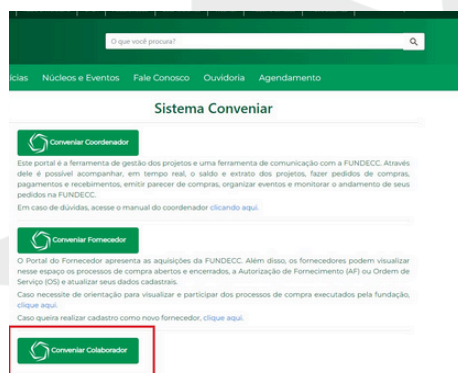 O que você procura?
ícias Núcleos e Eventos Fale Conosco Ouvidoria Agendamento
Sistema Conveniar
Conveniar Coordenador
Este portal é a ferramenta de gestão dos projetos e uma ferramenta de comunicação com a FUNDECC. Através
dele é possível acompanhar, em tempo real, o saldo e extrato dos projetos, fazer pedidos de compras,
pagamentos e recebimentos, emitir parecer de compras, organizar eventos e monitorar o andamento de seus
pedidos na FUNDECC.
Em caso de dúvidas, acesse o manual do coordenador clicando aqui.
Conveniar Fornecedor
O Portal do Fornecedor apresenta as aquisições da FUNDECC. Além disso, os fornecedores podem visualizar
nesse espaço os processos de compra abertos e encerrados, a Autorização de Fornecimento (AF) ou Ordem de
Serviço (OS) e atualizar seus dados cadastrais.
Caso necessite de orientação para visualizar e participar dos processos de compra executados pela fundação,
clique aqui.
Caso queira realizar cadastro como novo fornecedor, clique aqui.
Conveniar Colaborador